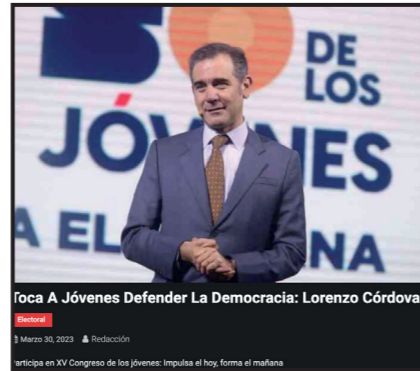 DE
LOS
JÓVENES
A EL
NA
Toca A Jóvenes Defender La Democracia: Lorenzo Córdova
Electoral
Marzo 30, 2023 Redacción
articipa en XV Congreso de los jóvenes: Impulsa el hoy, forma el mañana